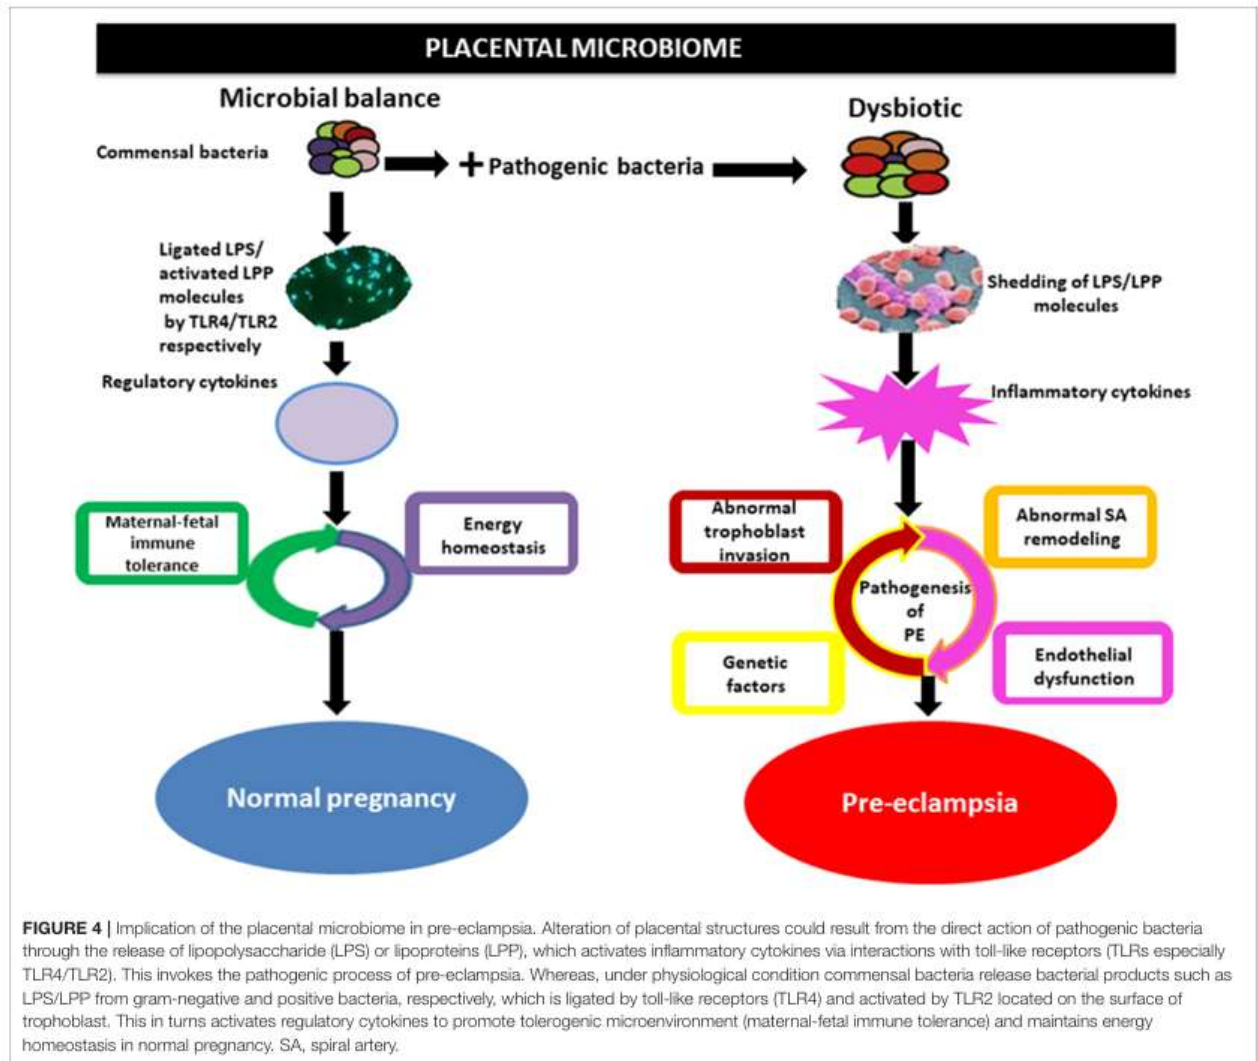 PLACENTAL MICROBIOME
Microbial balance
Dysbiotic
Commensal bacteria
+ Pathogenic bacteria
Ligated LPS/
activated LPP
molecules
by TLR4/TLR2
respectively
Shedding of LPS/LPP
molecules
Regulatory cytokines
Inflammatory cytokines
Maternal-fetal
immune
tolerance
Energy
homeostasis
Abnormal
trophoblast
invasion
Abnormal SA
remodeling
Pathogenesis
of
PE
Genetic
factors
Endothelial
dysfunction
Normal pregnancy
Pre-eclampsia
FIGURE 4 | Implication of the placental microbiome in pre-eclampsia. Alteration of placental structures could result from the direct action of pathogenic bacteria
through the release of lipopolysaccharide (LPS) or lipoproteins (LPP), which activates inflammatory cytokines via interactions with toll-like receptors (TLRs especially
TLR4/TLR2). This invokes the pathogenic process of pre-eclampsia. Whereas, under physiological condition commensal bacteria release bacterial products such as
LPS/LPP from gram-negative and positive bacteria, respectively, which is ligated by toll-like receptors (TLR4) and activated by TLR2 located on the surface of
trophoblast. This in turns activates regulatory cytokines to promote tolerogenic microenvironment (maternal-fetal immune tolerance) and maintains energy
homeostasis in normal pregnancy. SA, spiral artery.